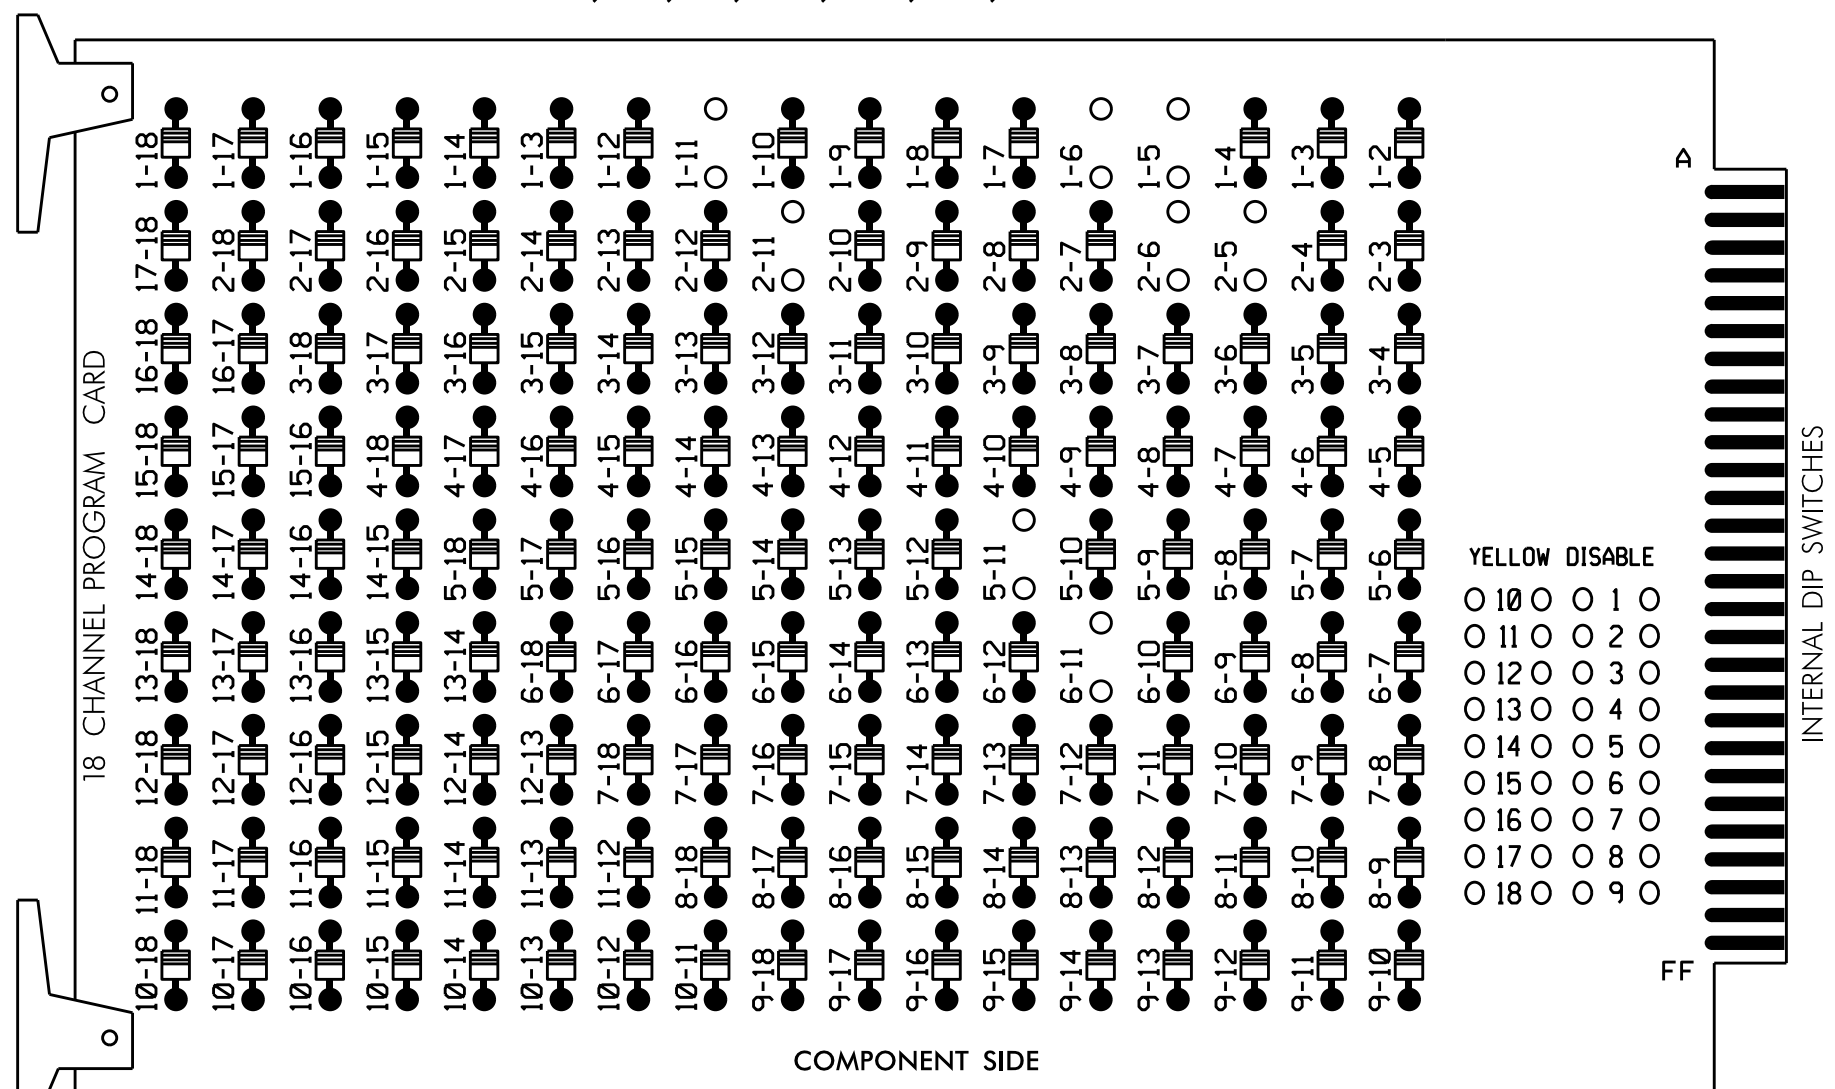 1-18 1-17 1-16 1-15 1-14 1-13 1-12 1-11 1-10 1-9 1-8 1-7 1-6 1-5 1-4 1-3 1-2
17-18 2-18 2-17 2-16 2-15 2-14 2-13 2-12 2-11 2-10 2-9 2-8 2-7 2-6 2-5 2-4 2-3
16-18 16-17 3-18 3-17 3-16 3-15 3-14 3-13 3-12 3-11 3-10 3-9 3-8 3-7 3-6 3-5 3-4
15-18 15-17 15-16 4-18 4-17 4-16 4-15 4-14 4-13 4-12 4-11 4-10 4-9 4-8 4-7 4-6 4-5
14-18 14-17 14-16 14-15 5-18 5-17 5-16 5-15 5-14 5-13 5-12 5-11 5-10 5-9 5-8 5-7 5-6
13-18 13-17 13-16 13-15 13-14 6-18 6-17 6-16 6-15 6-14 6-13 6-12 6-11 6-10 6-9 6-8 6-7
12-18 12-17 12-16 12-15 12-14 12-13 7-18 7-17 7-16 7-15 7-14 7-13 7-12 7-11 7-10 7-9 7-8
11-18 11-17 11-16 11-15 11-14 11-13 11-12 8-18 8-17 8-16 8-15 8-14 8-13 8-12 8-11 8-10 8-9
10-18 10-17 10-16 10-15 10-14 10-13 10-12 10-11 9-18 9-17 9-16 9-15 9-14 9-13 9-12 9-11 9-10
18 CHANNEL PROGRAM CARD
A
YELLOW DISABLE
10 1
11 2
12 3
13 4
14 5
15 6
16 7
17 8
18 9
FF
INTERNAL DIP SWITCHES
COMPONENT SIDE